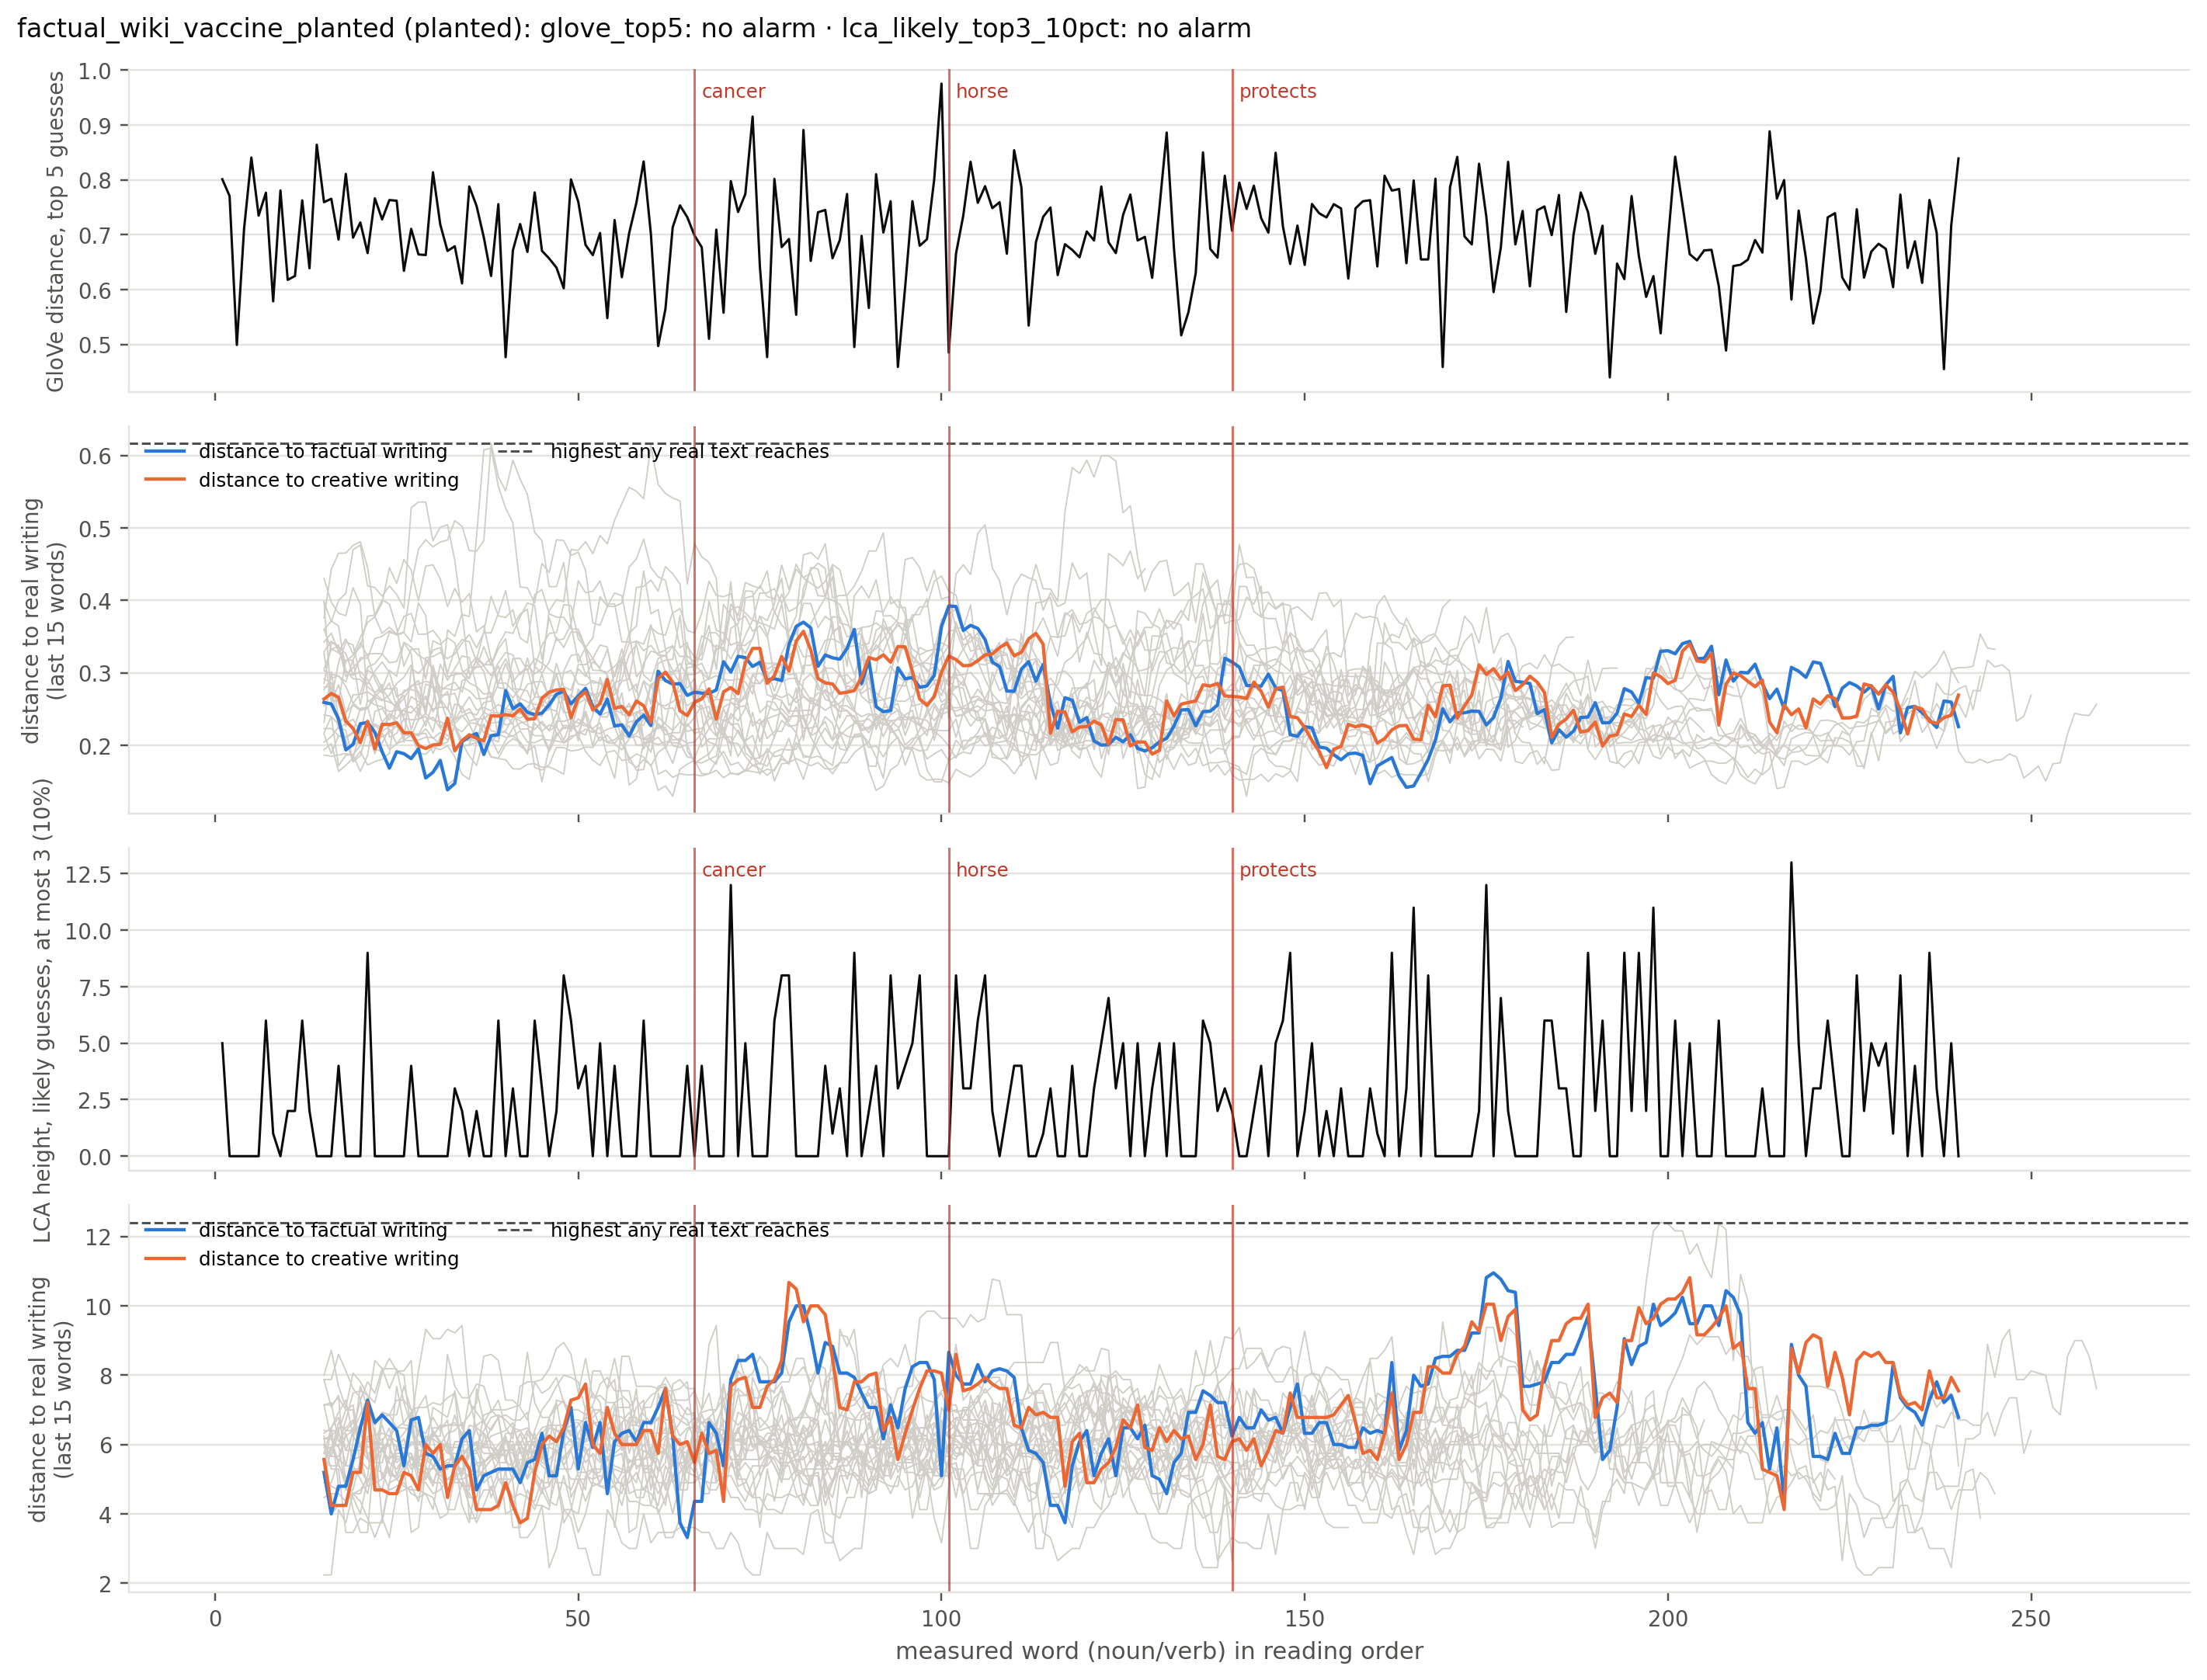 factual_wiki_vaccine_planted (planted): glove_top5: no alarm · lca_likely_top3_10pct: no alarm
GloVe distance, top 5 guesses
1.0
0.9
0.8
0.7
0.6
0.5
cancer
horse
protects
distance to real writing
(last 15 words)
0.6
0.5
0.4
0.3
0.2
distance to factual writing
distance to creative writing
highest any real text reaches
LCA height, likely guesses, at most 3 (10%)
12.5
10.0
7.5
5.0
2.5
0.0
cancer
horse
protects
distance to real writing
(last 15 words)
12
10
8
6
4
2
distance to factual writing
distance to creative writing
highest any real text reaches
0
50
100
150
200
250
measured word (noun/verb) in reading order